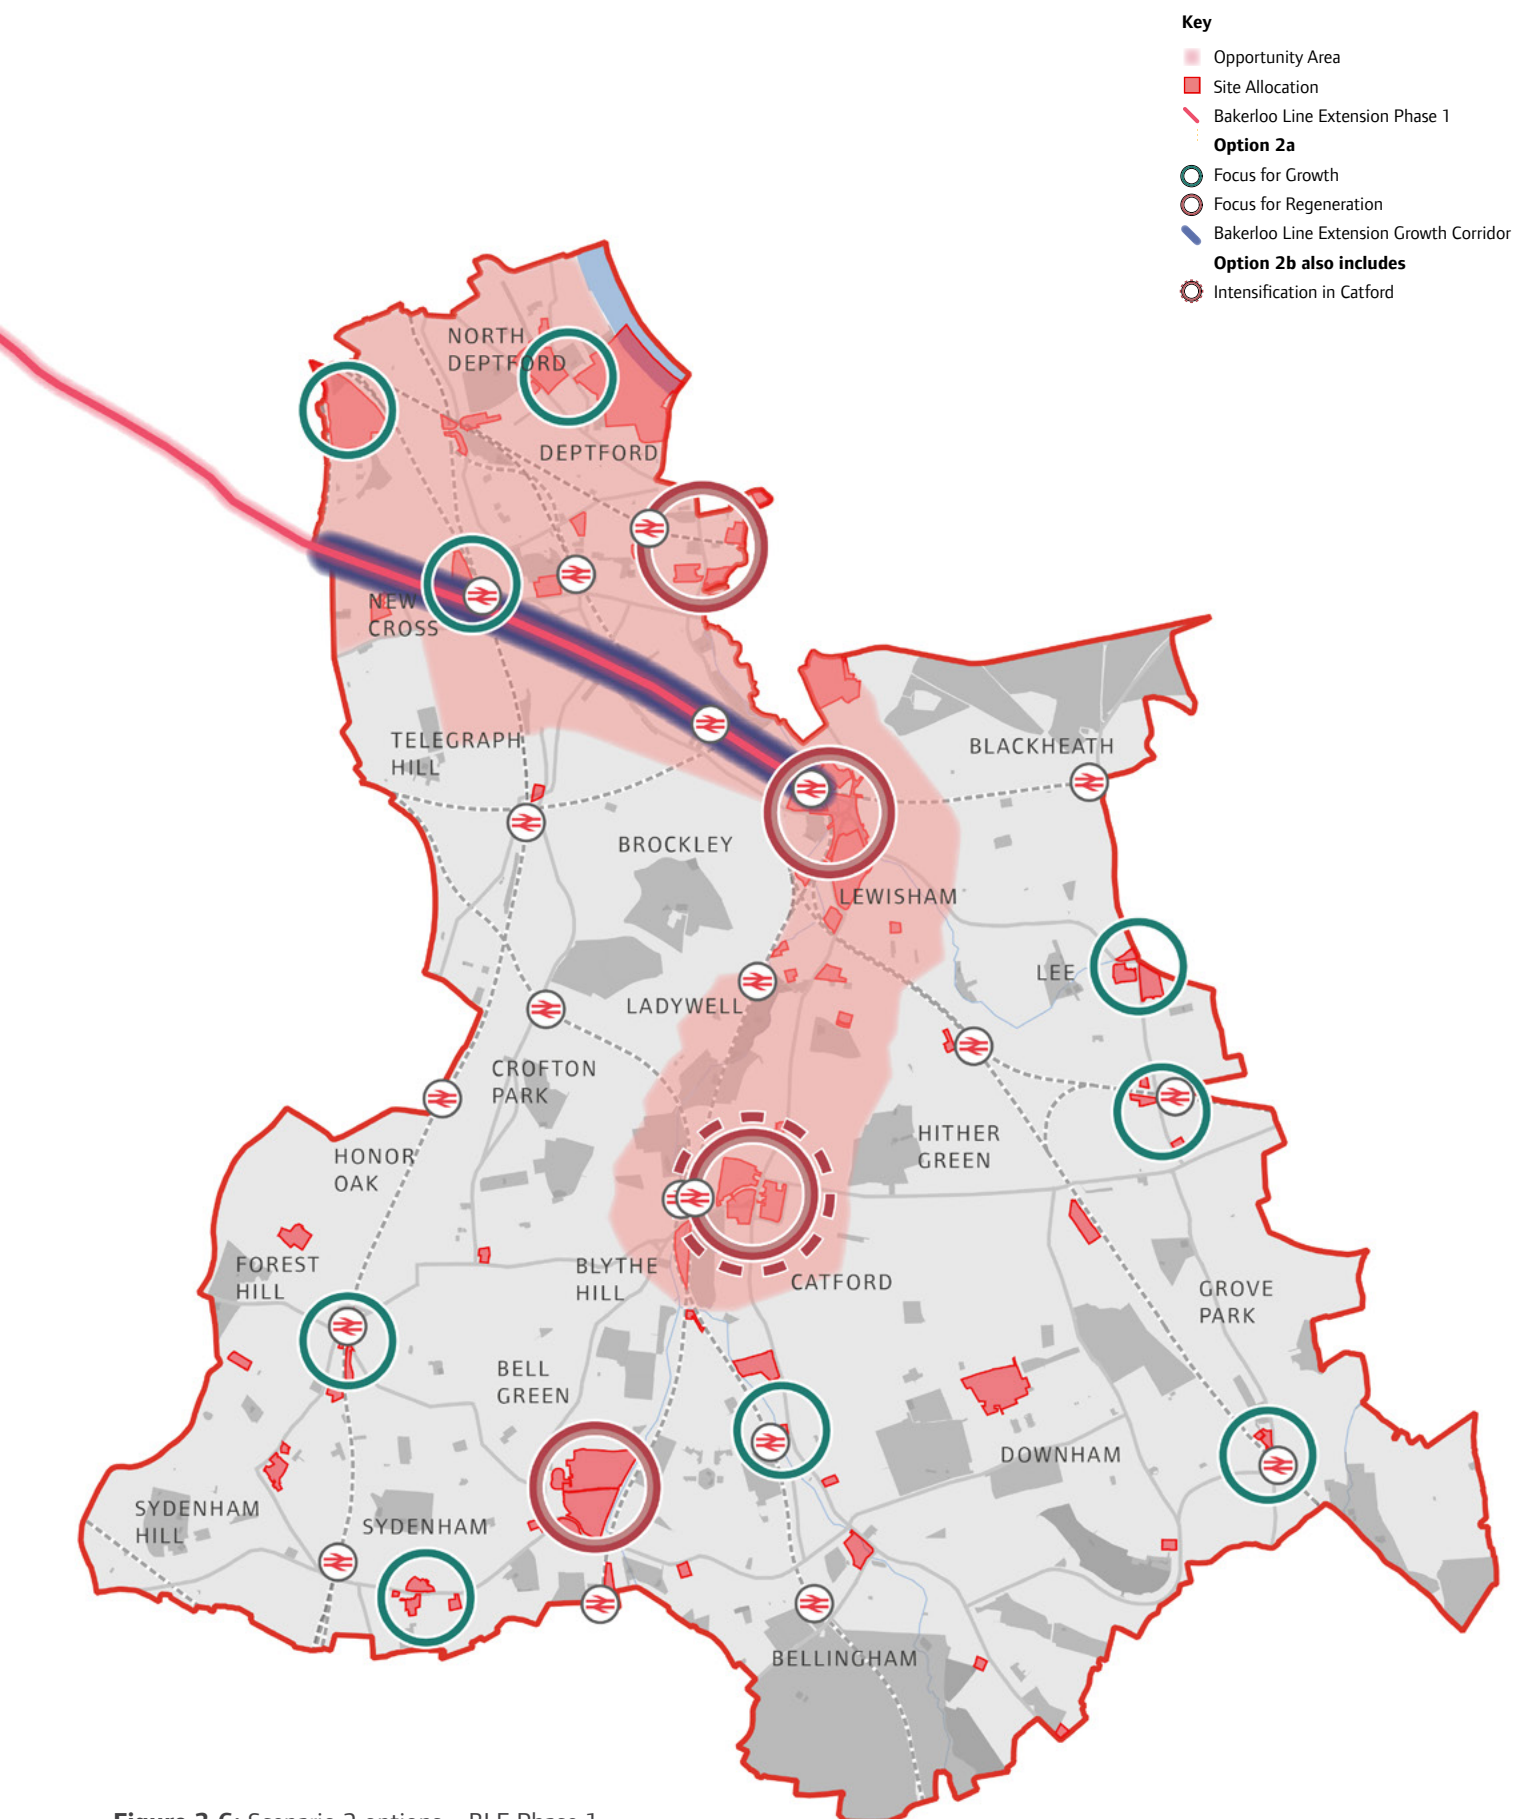 Key
Opportunity Area
Site Allocation
Bakerloo Line Extension Phase 1
Option 2a
Focus for Growth
Focus for Regeneration
Bakerloo Line Extension Growth Corridor
Option 2b also includes
Intensification in Catford
NORTH
DEPTFORD
DEPTFORD
NEW
CROSS
TELEGRAPH
HILL
BLACKHEATH
BROCKLEY
LEWISHAM
LEE
LADYWELL
CROFTON
PARK
HITHER
GREEN
HONOR
OAK
FOREST
HILL
BLYTHE
HILL
CATFORD
GROVE
PARK
BELL
GREEN
DOWNHAM
SYDENHAM
HILL
SYDENHAM
BELLINGHAM